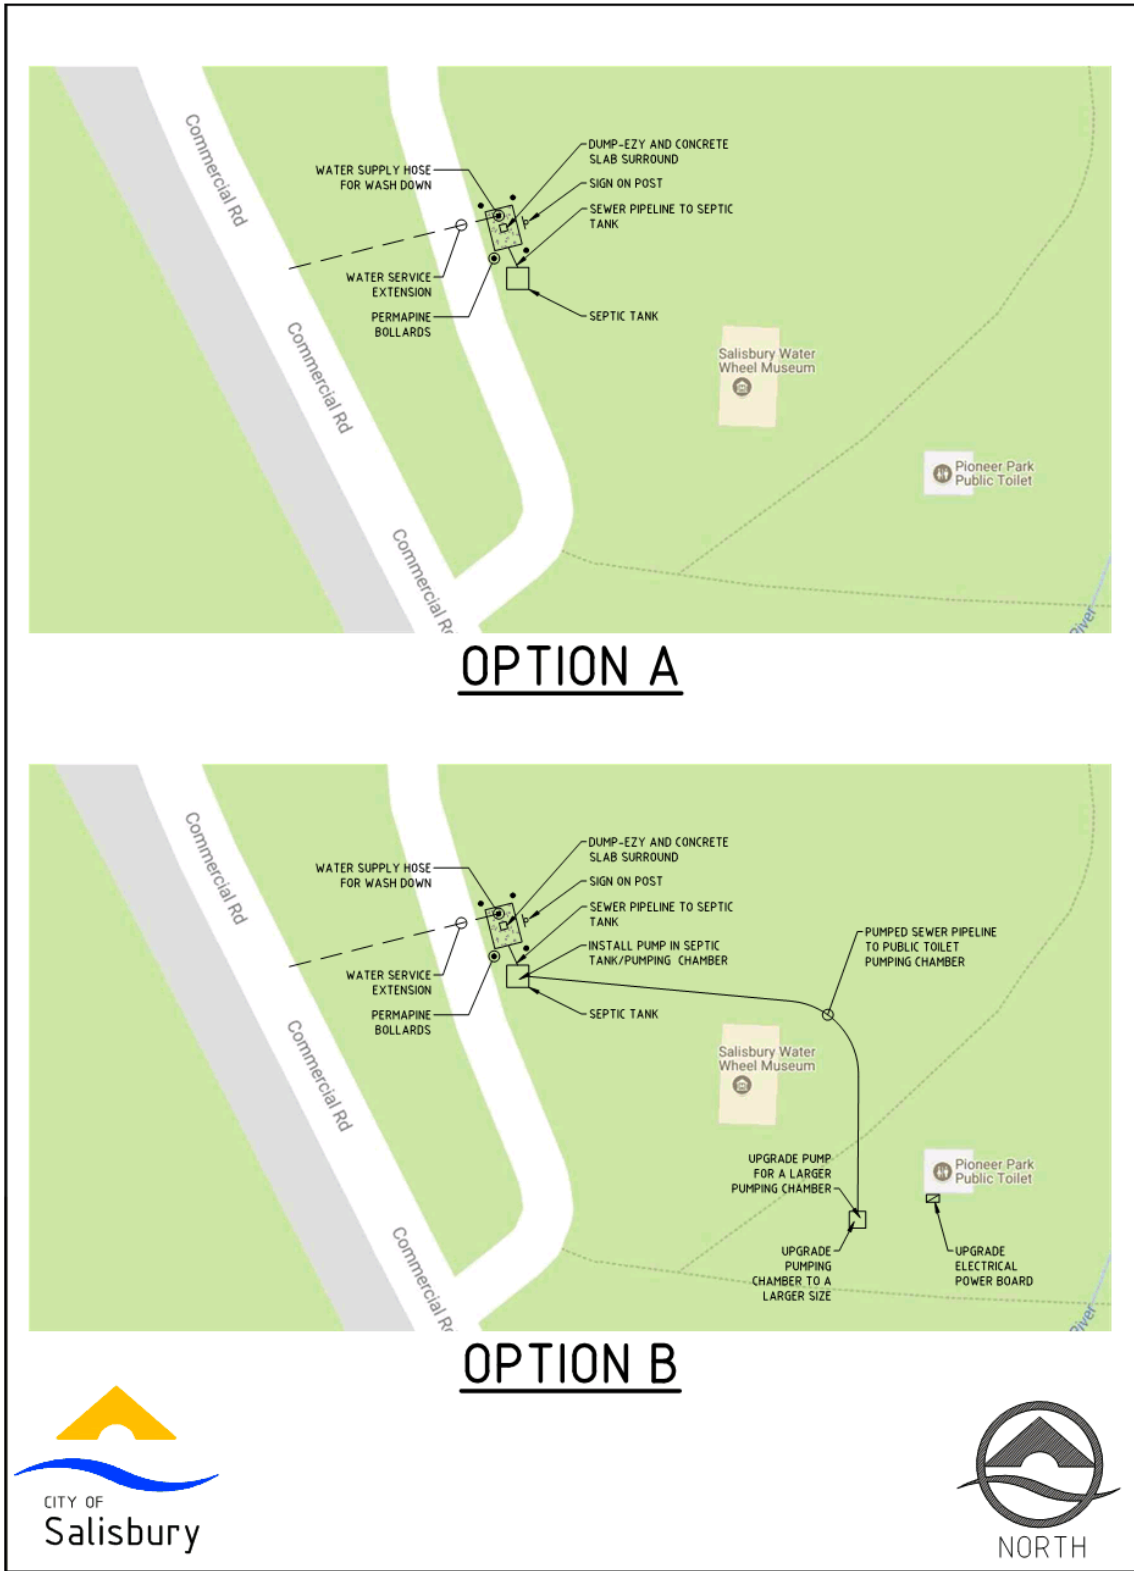 Commercial Rd
WATER SUPPLY HOSE
FOR WASH DOWN
DUMP-EZY AND CONCRETE
SLAB SURROUND
SIGN ON POST
SEWER PIPELINE TO SEPTIC
TANK
WATER SERVICE
EXTENSION
PERMAPINE
BOLLARDS
SEPTIC TANK
Commercial Rd
Salisbury Water
Wheel Museum
Pioneer Park
Public Toilet
Commercial Rd
River
OPTION A
Commercial Rd
WATER SUPPLY HOSE
FOR WASH DOWN
DUMP-EZY AND CONCRETE
SLAB SURROUND
SIGN ON POST
SEWER PIPELINE TO SEPTIC
TANK
INSTALL PUMP IN SEPTIC
TANK/PUMPING CHAMBER
PUMPED SEWER PIPELINE
TO PUBLIC TOILET
PUMPING CHAMBER
WATER SERVICE
EXTENSION
PERMAPINE
BOLLARDS
SEPTIC TANK
Commercial Rd
Salisbury Water
Wheel Museum
UPGRADE PUMP
FOR A LARGER
PUMPING CHAMBER
Pioneer Park
Public Toilet
Commercial Rd
UPGRADE
PUMPING
CHAMBER TO A
LARGER SIZE
UPGRADE
ELECTRICAL
POWER BOARD
River
OPTION B
CITY OF
Salisbury
NORTH